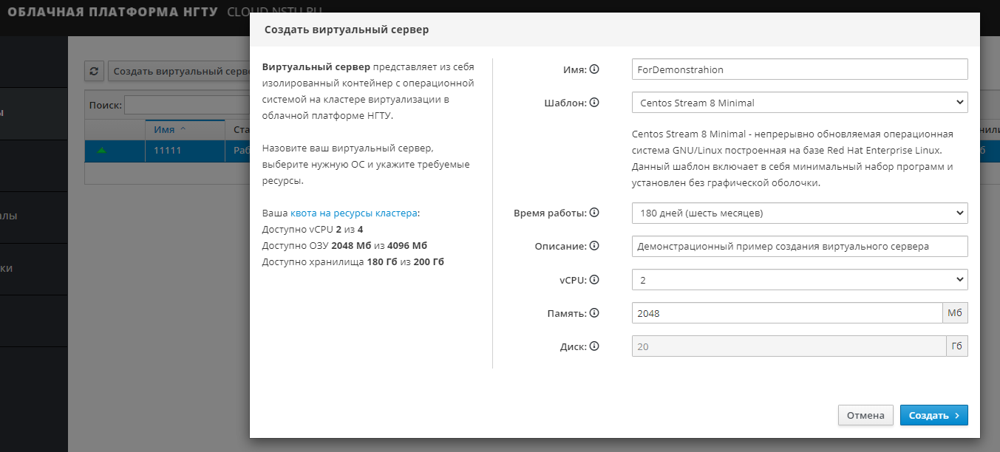 ОБЛАЧНАЯ ПЛАТФОРМА НГТУ CLOUD.NSTU.RU
Создать виртуальный сервер
Создать виртуальный
Поиск:
Имя
11111
Виртуальный сервер представляет из себя
изолированный контейнер с операционной
системой на кластере виртуализации в
облачной платформе НГТУ.
Назовите ваш виртуальный сервер,
выберите нужную ОС и укажите требуемые
ресурсы.
Ваша квота на ресурсы кластера:
Доступно vCPU 2 из 4
Доступно ОЗУ 2048 Мб из 4096 Мб
Доступно хранилища 180 Гб из 200 Гб
Имя: ForDemonstrahion
Шаблон: Centos Stream 8 Minimal
Centos Stream 8 Minimal - непрерывно обновляемая операционная
система GNU/Linux построенная на базе Red Hat Enterprise Linux.
Данный шаблон включает в себя минимальный набор программ и
установлен без графической оболочки.
Время работы: 180 дней (шесть месяцев)
Описание: Демонстрационный пример создания виртуального сервера
vCPU: 2
Память: 2048 Мб
Диск: 20 Гб
Отмена
Создать